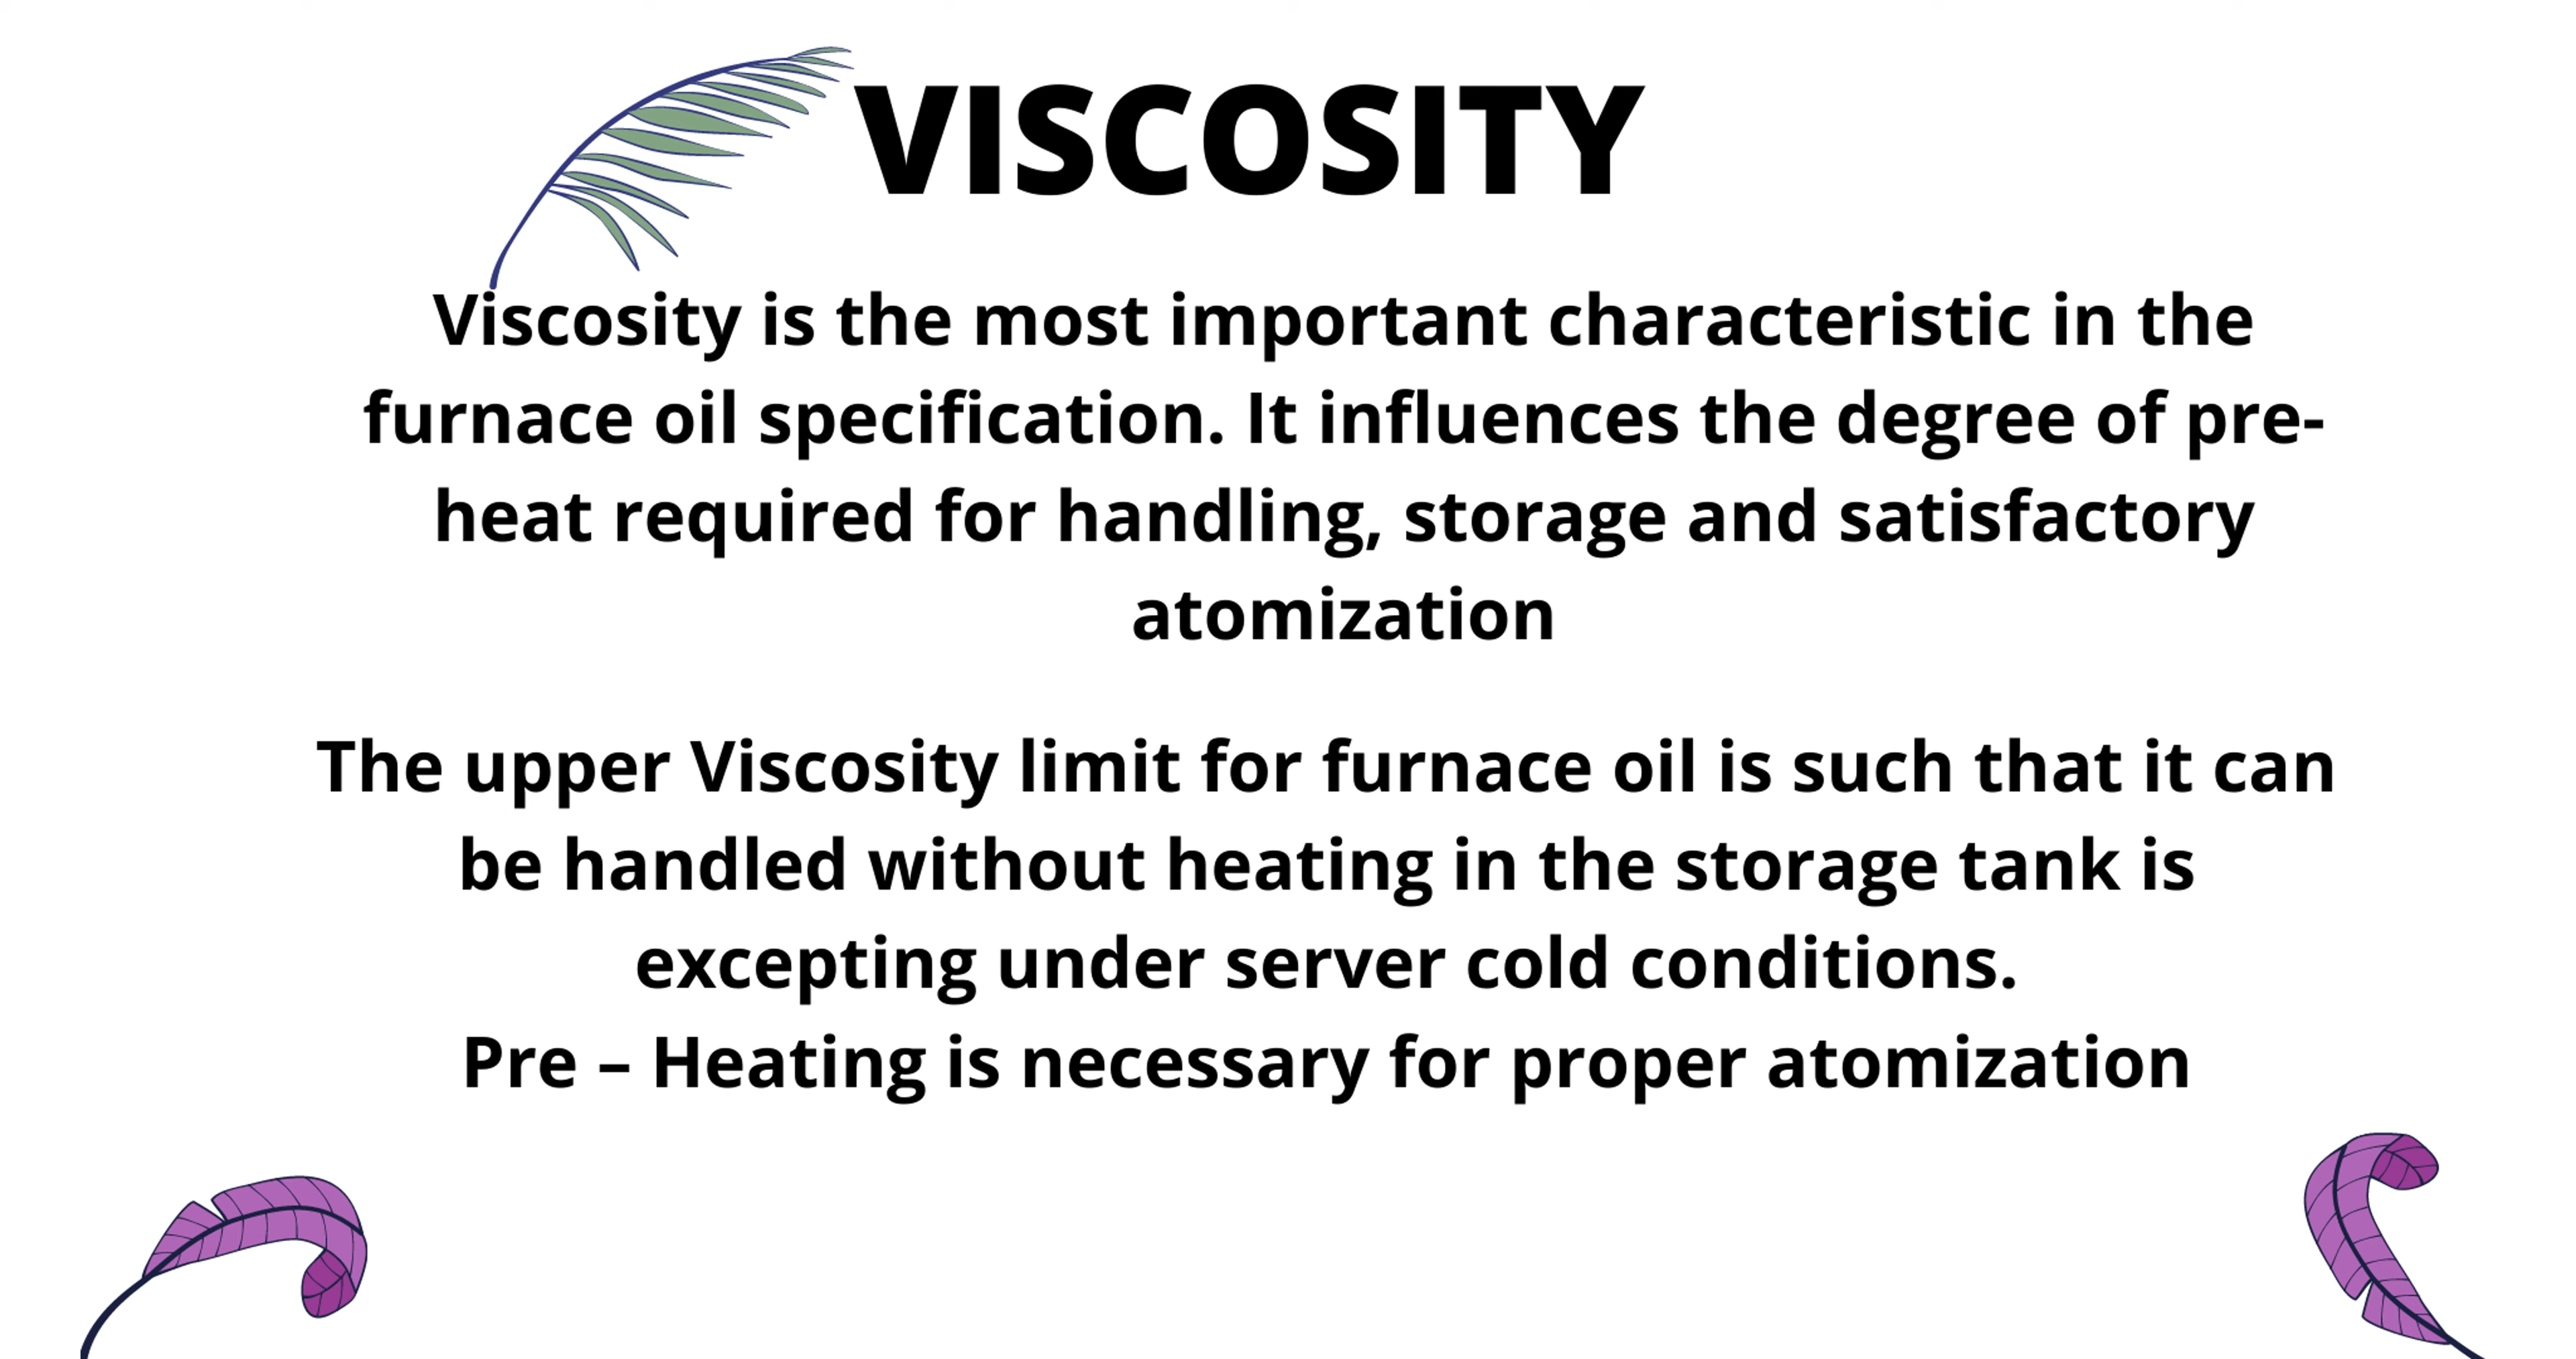 VISCOSITY
Viscosity is the most important characteristic in the
furnace oil specification. It influences the degree of pre-
heat required for handling, storage and satisfactory
atomization
The upper Viscosity limit for furnace oil is such that it can
be handled without heating in the storage tank is
excepting under server cold conditions.
Pre – Heating is necessary for proper atomization